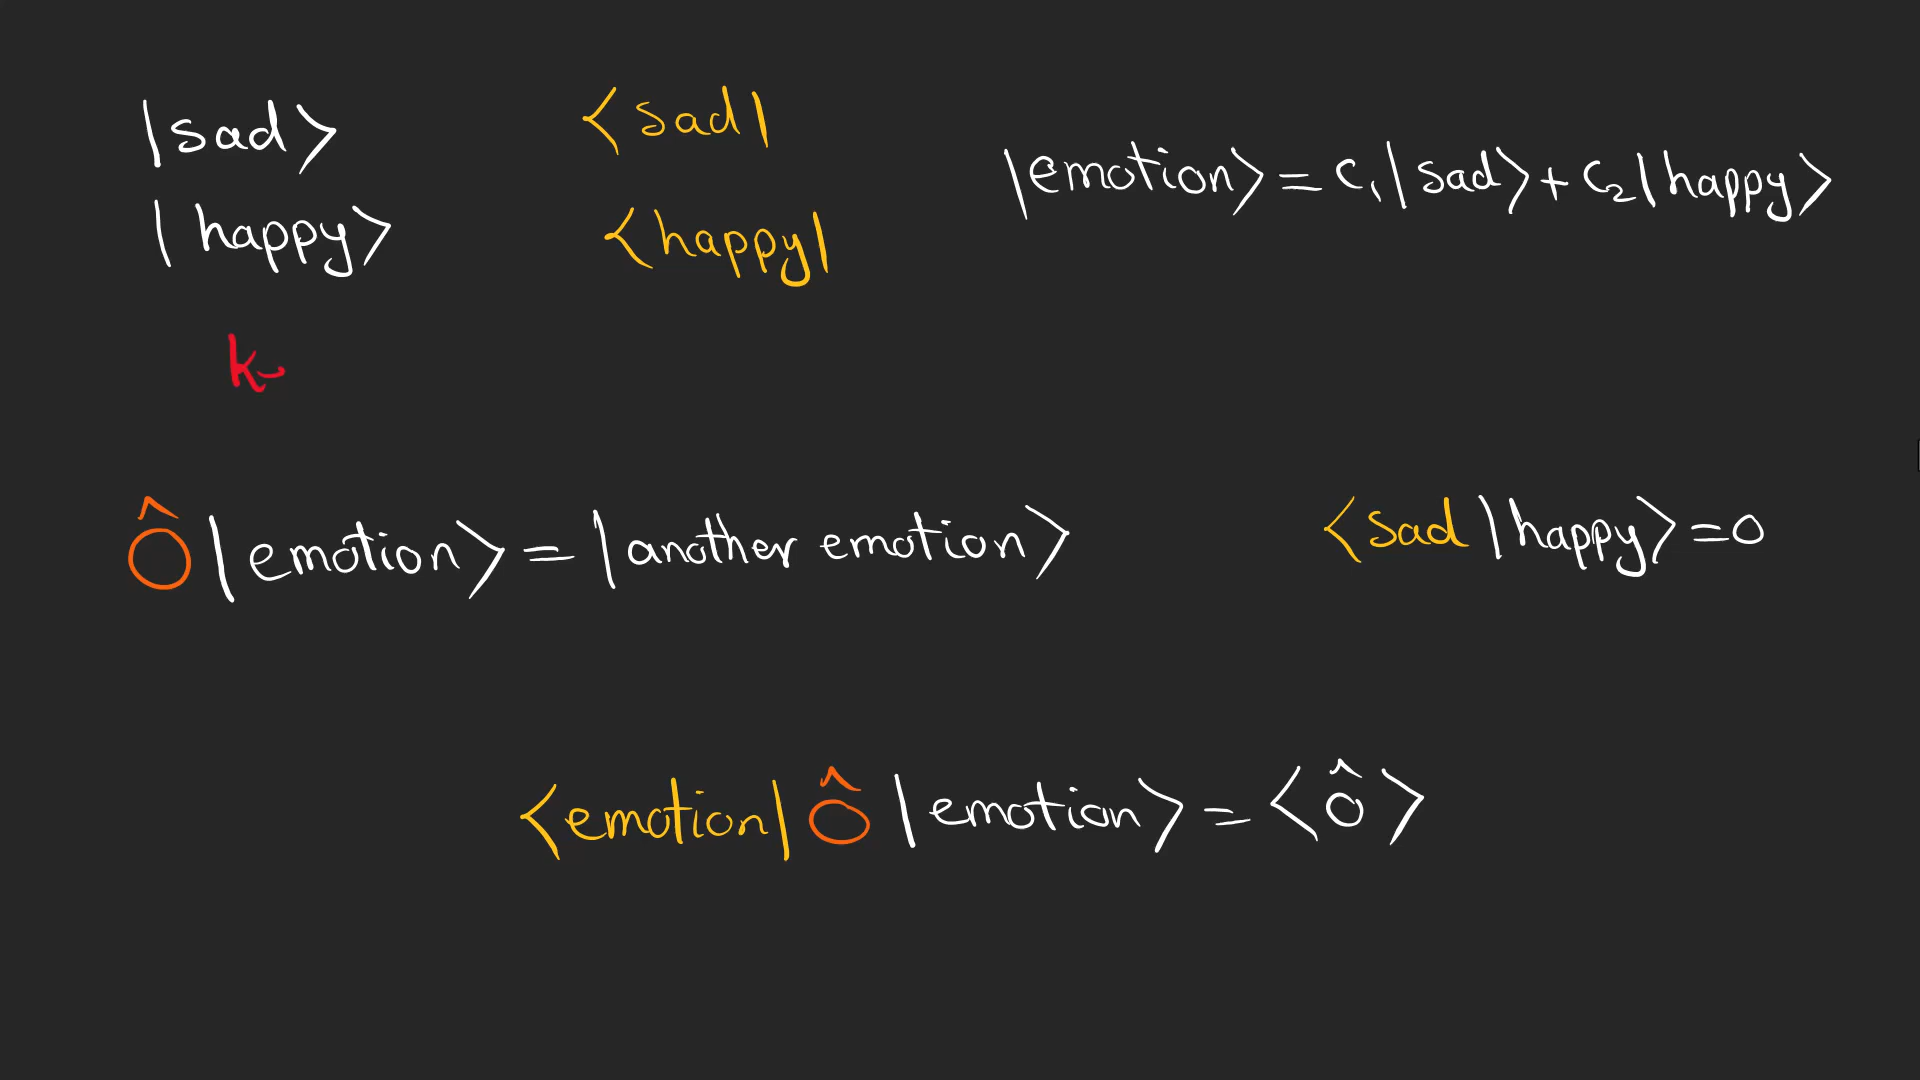 |sad> <sad|
|emotion> = c₁|sad> + c₂|happy>
|happy> <happy|
k
Ô|emotion> = |another emotion>
<sad|happy> = 0
<emotion|Ô|emotion> = <Ô>